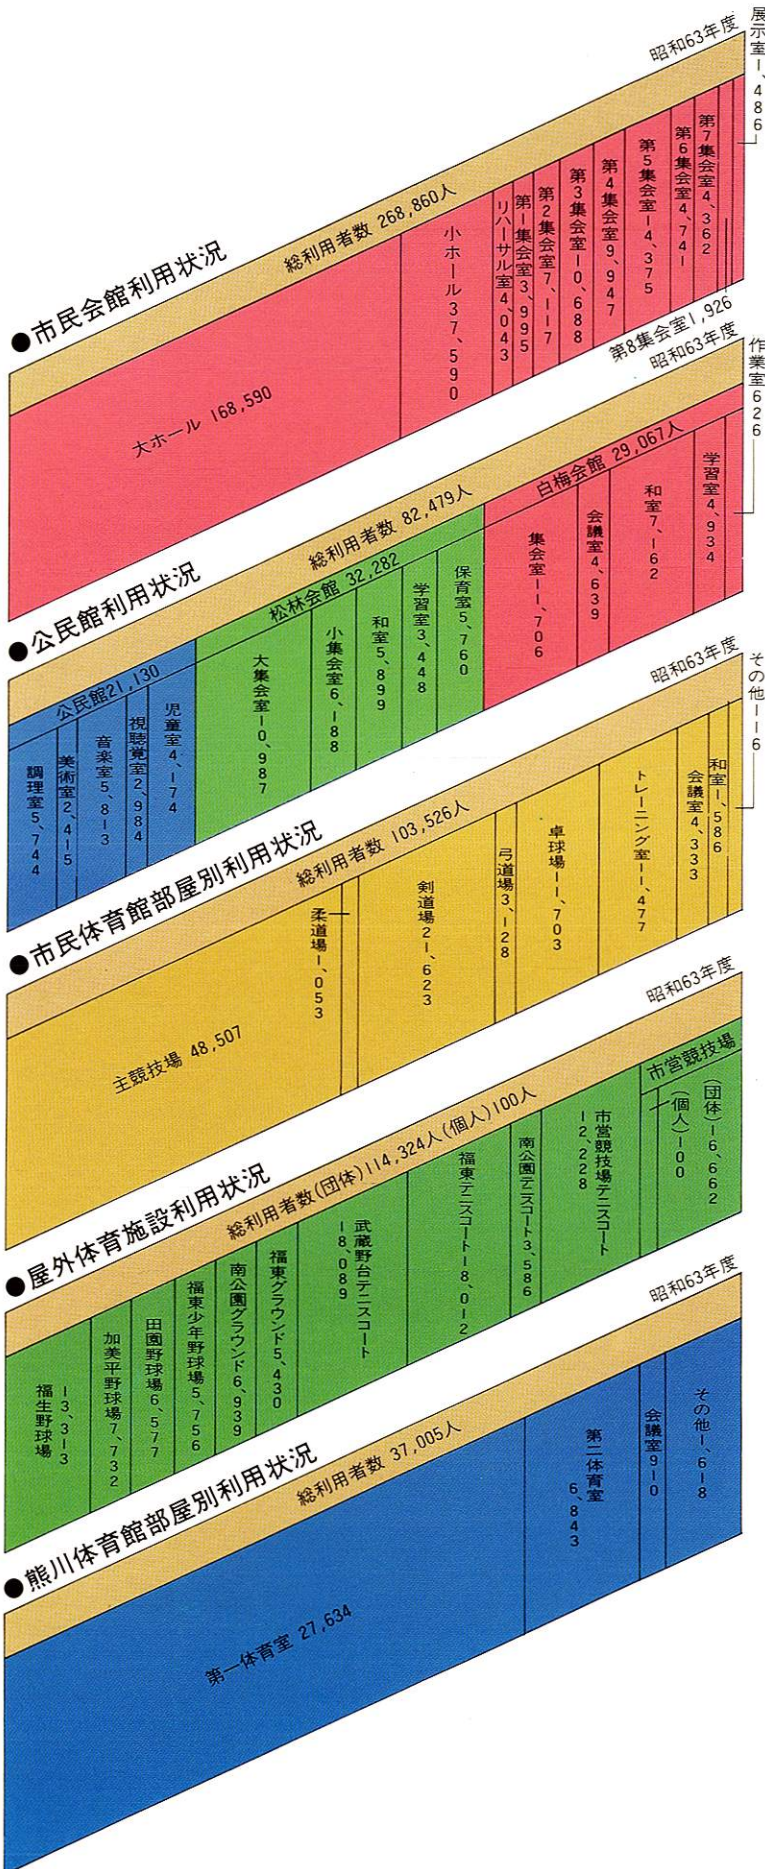 ●市民会館利用状況
昭和63年度
総利用者数 268,860人
大ホール 168,590
小ホール37,590
リハーサル室4,043
第1集会室3,995
第2集会室7,117
第3集会室10,688
第4集会室9,947
第5集会室14,375
第6集会室4,741
第7集会室4,362
第8集会室1,926
展示室1,486
●公民館利用状況
昭和63年度
総利用者数 82,479人
公民館21,130
調理室5,744
美術室2,415
音楽室5,813
視聴覚室2,984
児童室4,174
松林会館 32,282
大集会室10,987
小集会室6,188
和室5,899
学習室3,448
保育室5,760
白梅会館 29,067人
集会室11,706
会議室4,639
和室7,162
学習室4,934
作業室626
●市民体育館部屋別利用状況
昭和63年度
総利用者数 103,526人
主競技場 48,507
柔道場1,053
剣道場21,623
弓道場3,128
卓球場11,703
トレーニング室11,477
会議室4,333
和室1,586
その他116
●屋外体育施設利用状況
昭和63年度
総利用者数(団体)114,324人(個人)100人
福生野球場
13,313
加美平野球場7,732
田園野球場6,577
福東少年野球場5,756
南公園グラウンド6,939
福東グラウンド5,430
武蔵野台テニスコート
18,089
福東テニスコート18,012
南公園テニスコート3,586
市営競技場テニスコート
12,228
市営競技場
(個人)100
(団体)16,662
●熊川体育館部屋別利用状況
昭和63年度
総利用者数 37,005人
第一体育室 27,634
第二体育室
6,843
会議室910
その他1,618